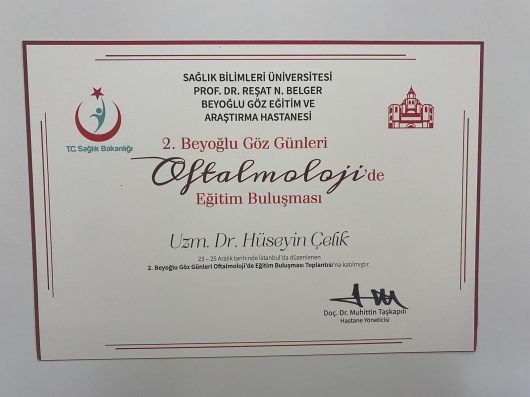 SAĞLIK BİLİMLERİ ÜNİVERSİTESİ
PROF. DR. REŞAT N. BELGER
BEYOĞLU GÖZ EĞİTİM VE
ARAŞTIRMA HASTANESİ
T.C. Sağlık Bakanlığı
2. Beyoğlu Göz Günleri
Oftalmoloji'de
Eğitim Buluşması
Uzm. Dr. Hüseyin Çelik
23 – 25 Aralık tarihinde İstanbul'da düzenlenen
2. Beyoğlu Göz Günleri Oftalmoloji'de Eğitim Buluşması Toplantısı'na katılmıştır.
Doç. Dr. Muhittin Taşkapılı
Hastane Yöneticisi